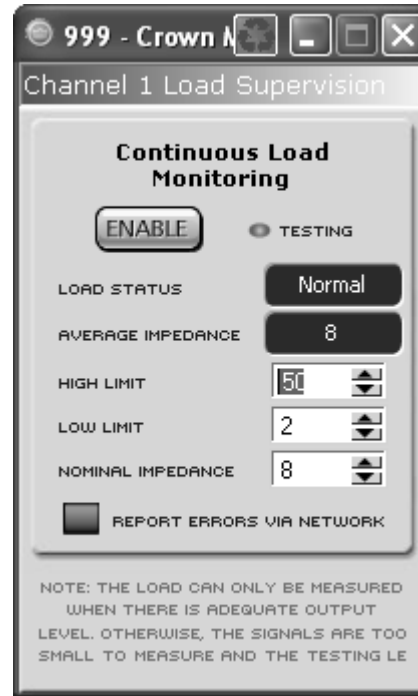 999 - Crown M
Channel 1 Load Supervision
Continuous Load
Monitoring
ENABLE
TESTING
LOAD STATUS
Normal
AVERAGE IMPEDANCE
8
HIGH LIMIT
50
LOW LIMIT
2
NOMINAL IMPEDANCE
8
REPORT ERRORS VIA NETWORK
NOTE: THE LOAD CAN ONLY BE MEASURED
WHEN THERE IS ADEQUATE OUTPUT
LEVEL. OTHERWISE, THE SIGNALS ARE TOO
SMALL TO MEASURE AND THE TESTING LE